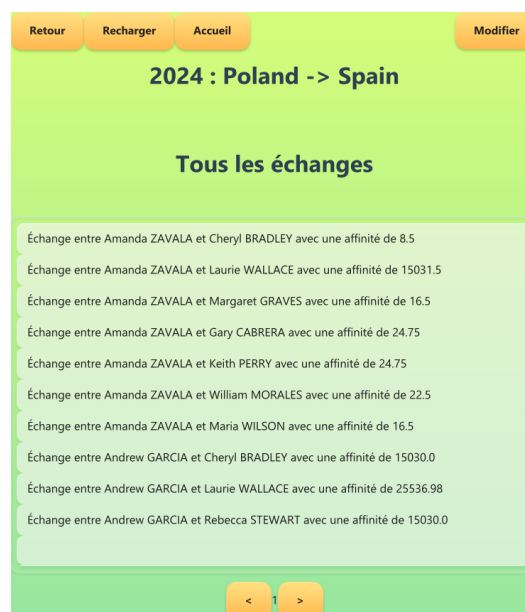 Retour Recharger Accueil Modifier
2024 : Poland -> Spain
Tous les échanges
Échange entre Amanda ZAVALA et Cheryl BRADLEY avec une affinité de 8.5
Échange entre Amanda ZAVALA et Laurie WALLACE avec une affinité de 15031.5
Échange entre Amanda ZAVALA et Margaret GRAVES avec une affinité de 16.5
Échange entre Amanda ZAVALA et Gary CABRERA avec une affinité de 24.75
Échange entre Amanda ZAVALA et Keith PERRY avec une affinité de 24.75
Échange entre Amanda ZAVALA et William MORALES avec une affinité de 22.5
Échange entre Amanda ZAVALA et Maria WILSON avec une affinité de 16.5
Échange entre Andrew GARCIA et Cheryl BRADLEY avec une affinité de 15030.0
Échange entre Andrew GARCIA et Laurie WALLACE avec une affinité de 25536.98
Échange entre Andrew GARCIA et Rebecca STEWART avec une affinité de 15030.0
< 1 >